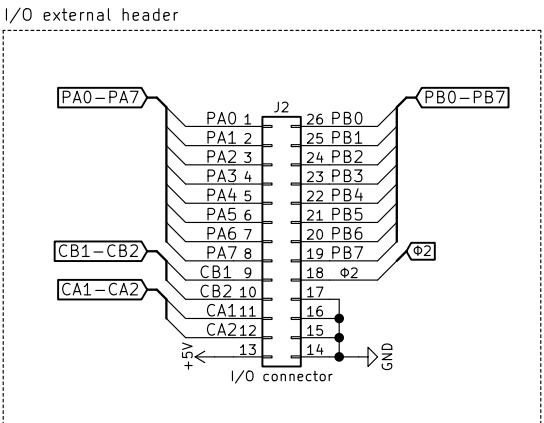 I/O external header
PA0-PA7 PB0-PB7
J2
PA0 1 26 PB0
PA1 2 25 PB1
PA2 3 24 PB2
PA3 4 23 PB3
PA4 5 22 PB4
PA5 6 21 PB5
PA6 7 20 PB6
PA7 8 19 PB7
CB1-CB2 Φ2
CB1 9 18 Φ2
CB2 10 17
CA1-CA2
CA1 11 16
CA2 12 15
+5V 13 14 GND
I/O connector